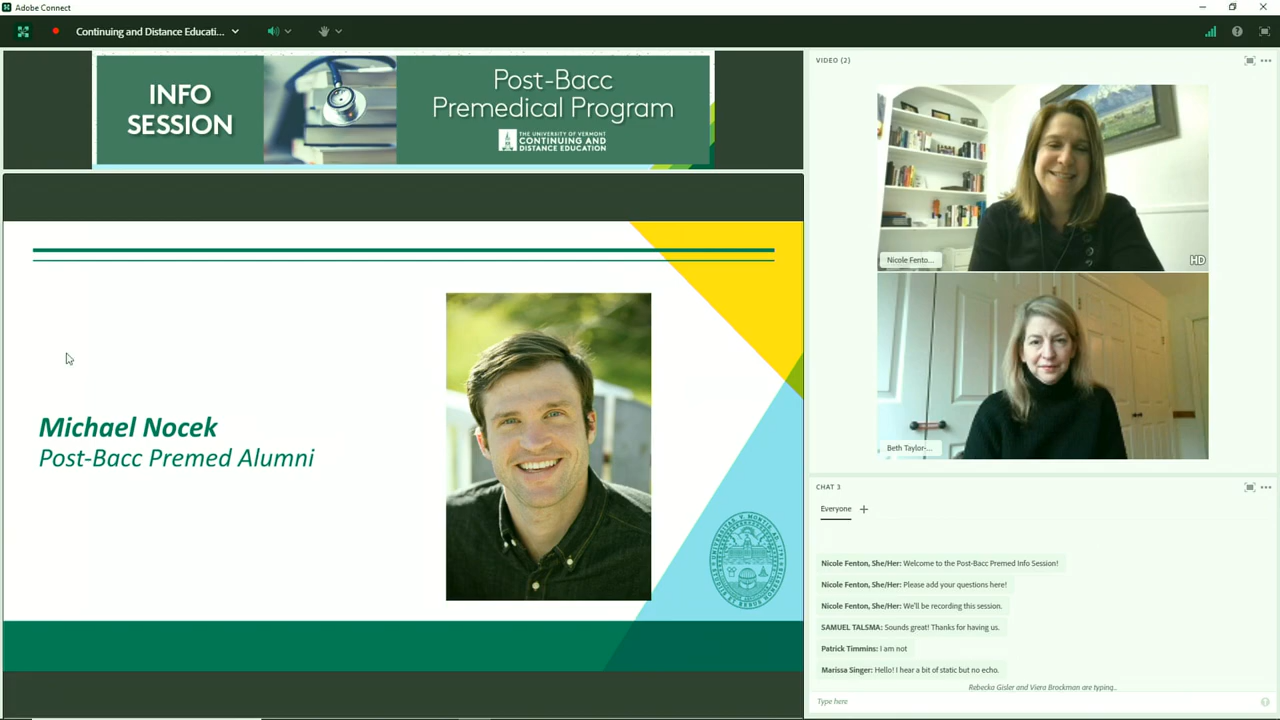 Adobe Connect
Continuing and Distance Educati...
INFO
SESSION
Post-Bacc
Premedical Program
THE UNIVERSITY OF VERMONT
CONTINUING AND
DISTANCE EDUCATION
Michael Nocek
Post-Bacc Premed Alumni
VIDEO (2)
Nicole Fento...
HD
Beth Taylor-...
CHAT 3
Everyone
Nicole Fenton, She/Her: Welcome to the Post-Bacc Premed Info Session!
Nicole Fenton, She/Her: Please add your questions here!
Nicole Fenton, She/Her: We'll be recording this session.
SAMUEL TALSMA: Sounds great! Thanks for having us.
Patrick Timmins: I am not
Marissa Singer: Hello! I hear a bit of static but no echo.
Rebecka Gisler and Viera Brockman are typing...
Type here